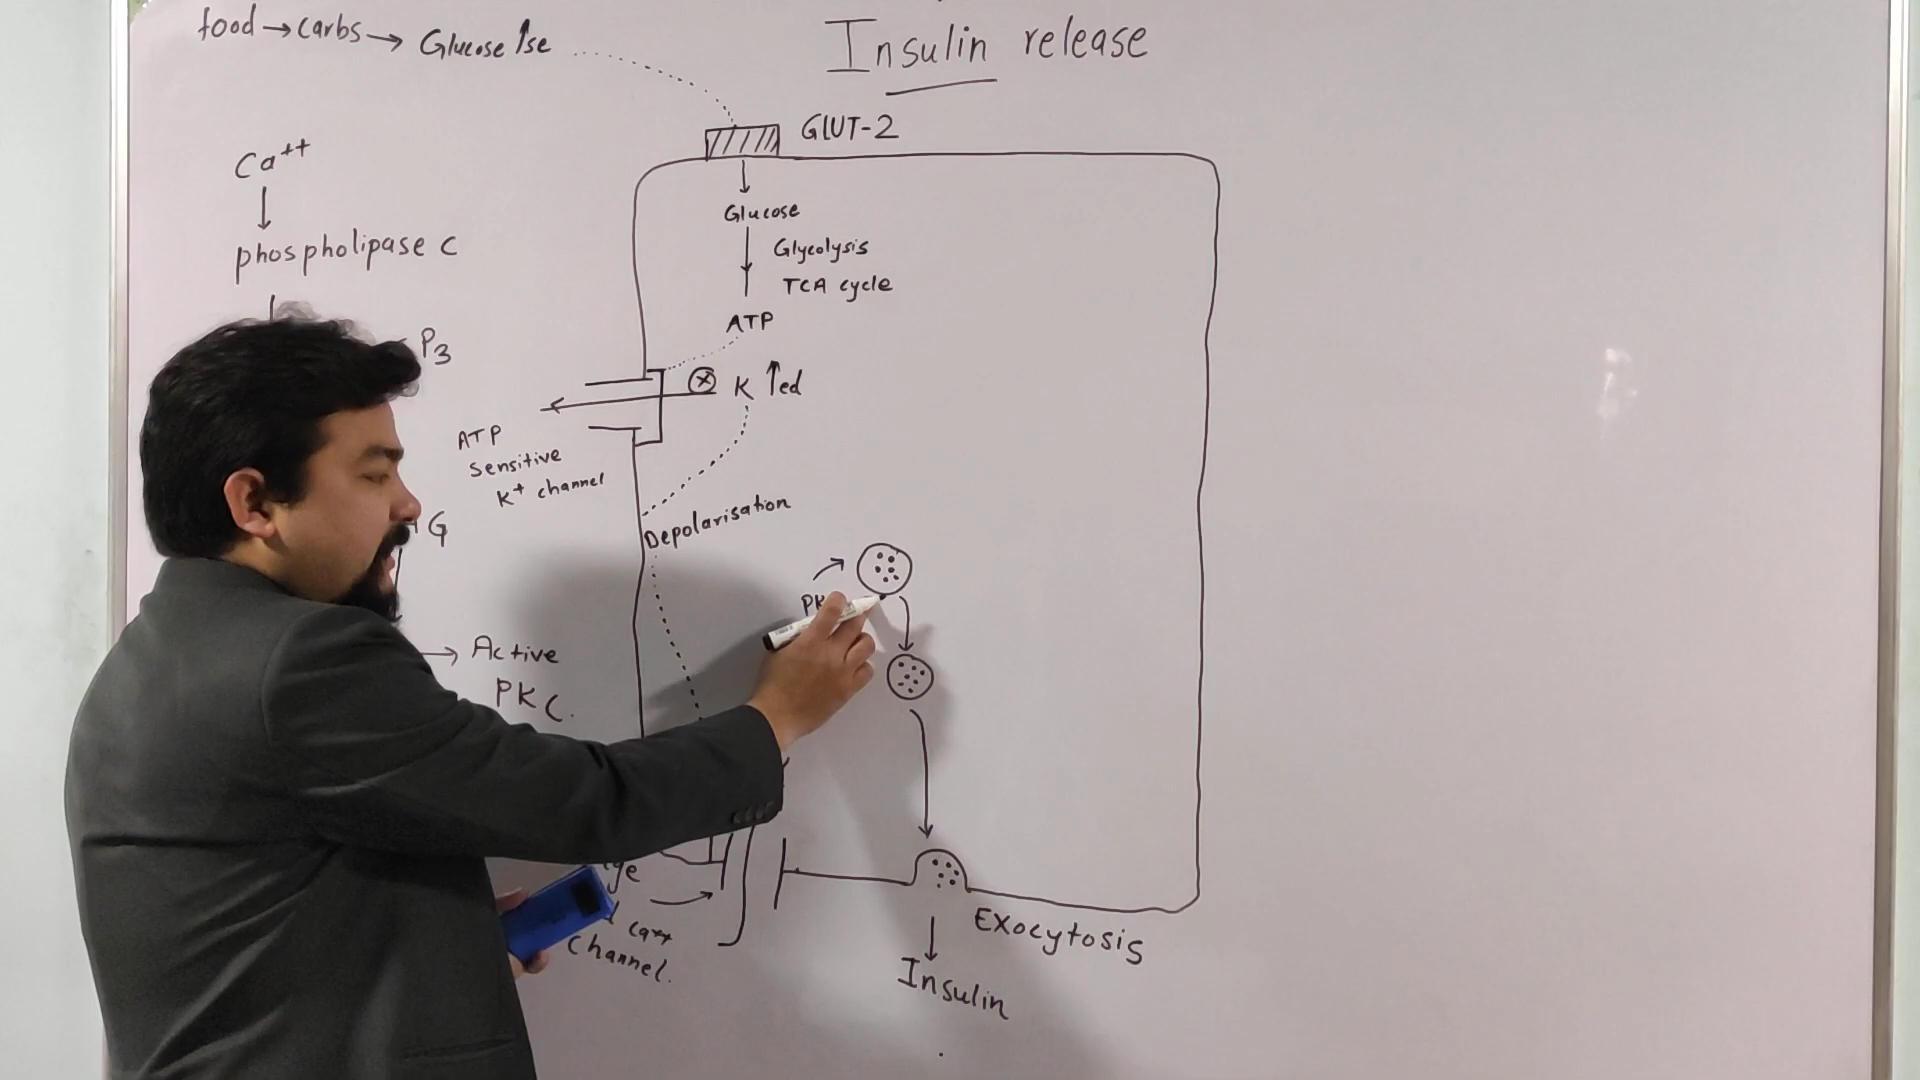 food → carbs → Glucose ↑se
Insulin release
GLUT-2
Ca++
↓
phospholipase C
P3
G
→ Active
PKC.
Glucose
Glycolysis
TCA cycle
ATP
K ↑ed
ATP
Sensitive
K+ channel
Depolarisation
PK
channel.
Exocytosis
Insulin